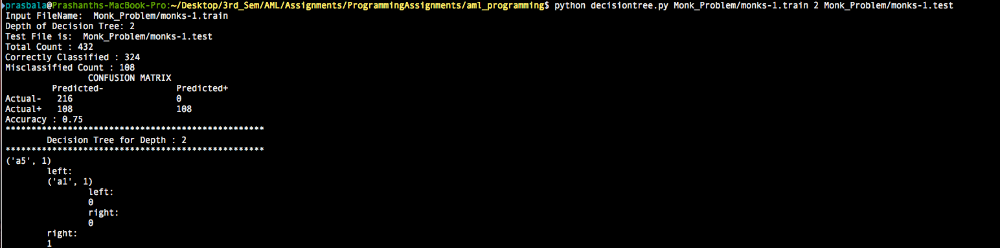 prasbala@Prashanths-MacBook-Pro:~/Desktop/3rd_Sem/AML/Assignments/ProgrammingAssignments/aml_programming$ python decisiontree.py Monk_Problem/monks-1.train 2 Monk_Problem/monks-1.test
Input FileName:  Monk_Problem/monks-1.train
Depth of Decision Tree: 2
Test File is:  Monk_Problem/monks-1.test
Total Count : 432
Correctly Classified : 324
Misclassified Count : 108
                CONFUSION MATRIX
         Predicted-              Predicted+
Actual-   216                    0
Actual+   108                    108
Accuracy : 0.75
**************************************************
        Decision Tree for Depth : 2
**************************************************
('a5', 1)
        left:
        ('a1', 1)
                left:
                0
                right:
                0
        right:
        1